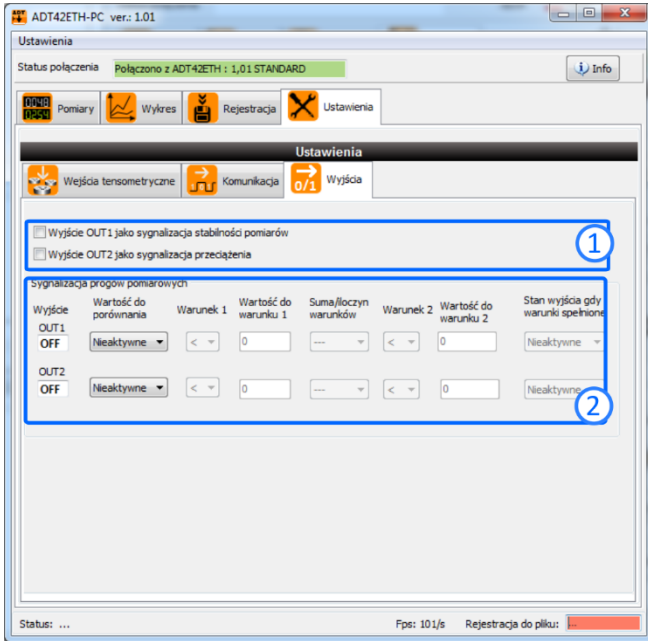 ADT42ETH-PC ver.: 1.01
Ustawienia
Status połączenia Połączono z ADT42ETH : 1,01 STANDARD
Info
Pomiary Wykres Rejestracja Ustawienia
Ustawienia
Wejścia tensometryczne Komunikacja 0/1 Wyjścia
Wyjście OUT1 jako sygnalizacja stabilności pomiarów
Wyjście OUT2 jako sygnalizacja przeciążenia
1
Sygnalizacja progów pomiarowych
Wyjście Wartość do porównania Warunek 1 Wartość do warunku 1 Suma/Iloczyn warunków Warunek 2 Wartość do warunku 2 Stan wyjścia gdy warunki spełnione
OUT1
OFF Nieaktywne < 0 --- < 0 Nieaktywne
OUT2
OFF Nieaktywne < 0 --- < 0 Nieaktywne
2
Status: ... Fps: 101/s Rejestracja do pliku: ...